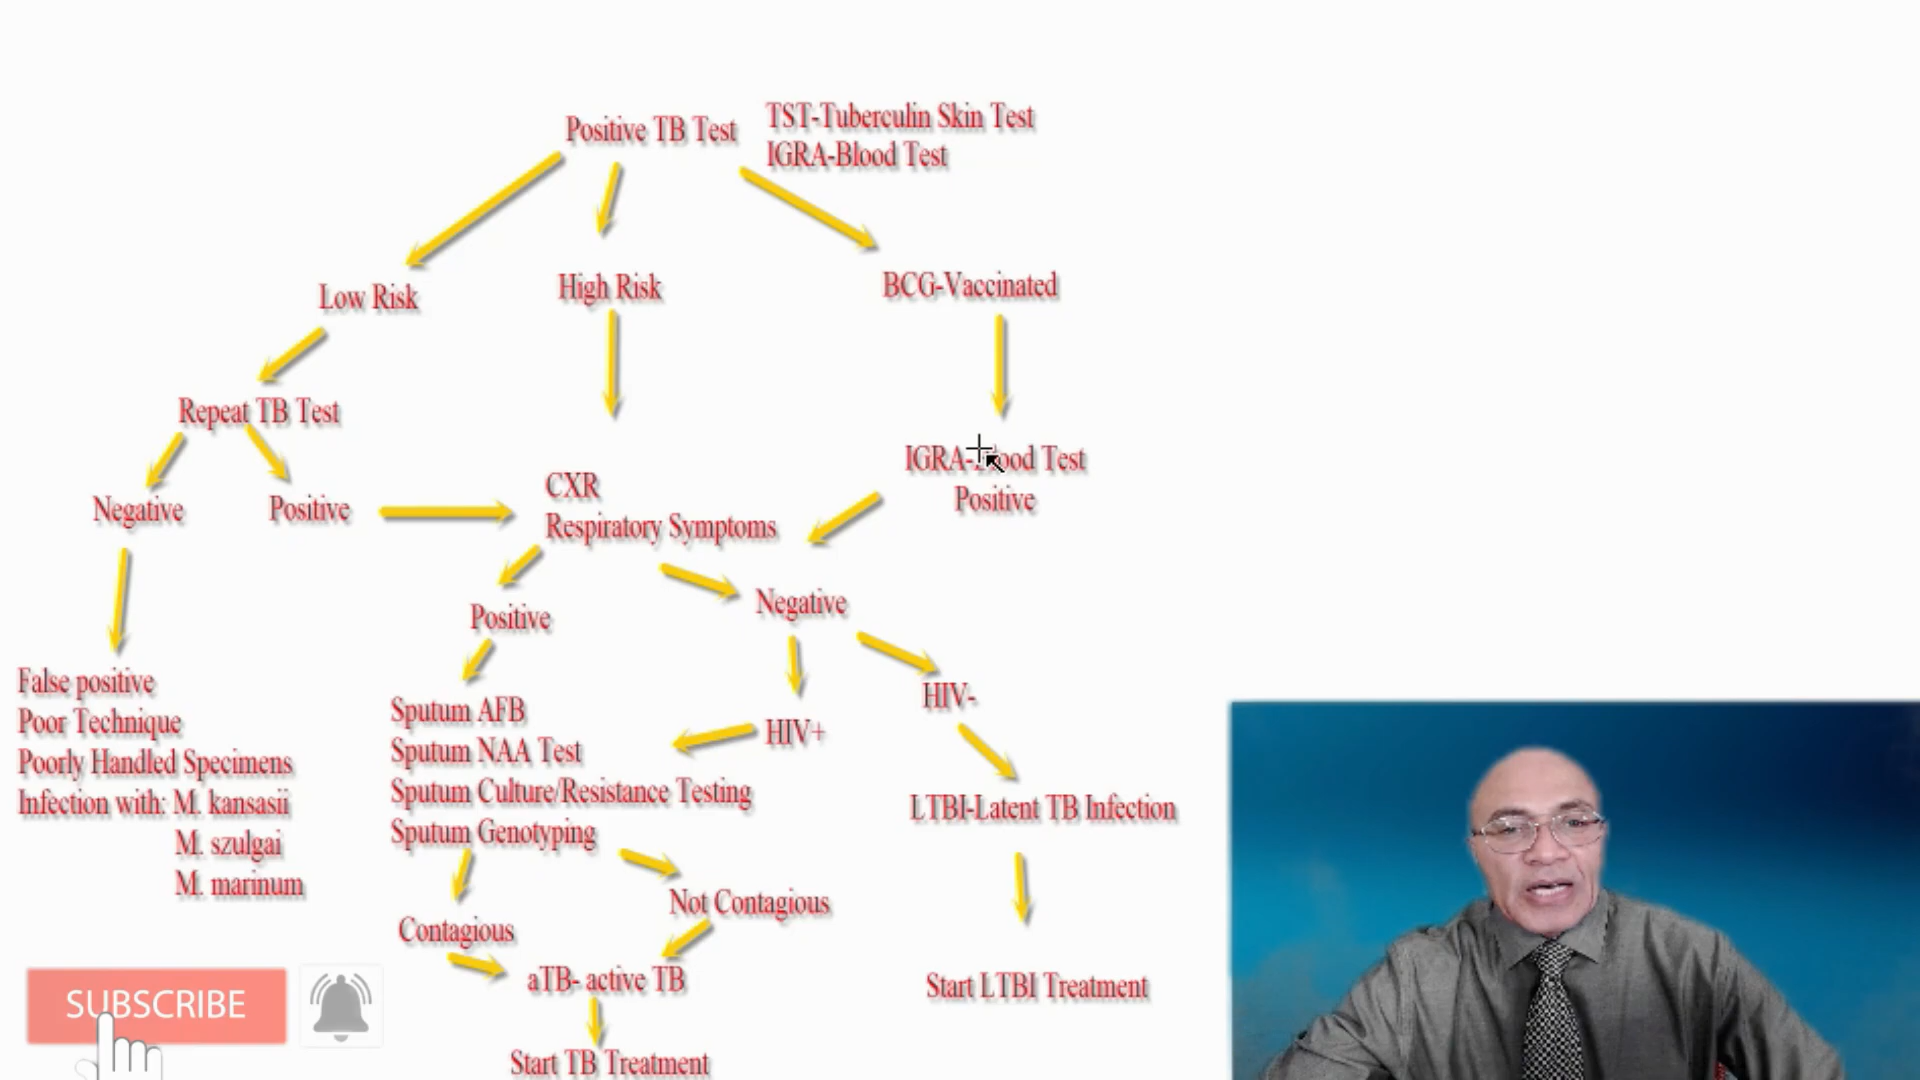 Positive TB Test
TST-Tuberculin Skin Test
IGRA-Blood Test
Low Risk
High Risk
BCG-Vaccinated
Repeat TB Test
IGRA-Blood Test
Positive
Negative
Positive
CXR
Respiratory Symptoms
Positive
Negative
False positive
Poor Technique
Poorly Handled Specimens
Infection with: M. kansasii
M. szulgai
M. marinum
Sputum AFB
Sputum NAA Test
Sputum Culture/Resistance Testing
Sputum Genotyping
HIV+
HIV-
LTBI-Latent TB Infection
Contagious
Not Contagious
aTB- active TB
Start LTBI Treatment
Start TB Treatment
SUBSCRIBE